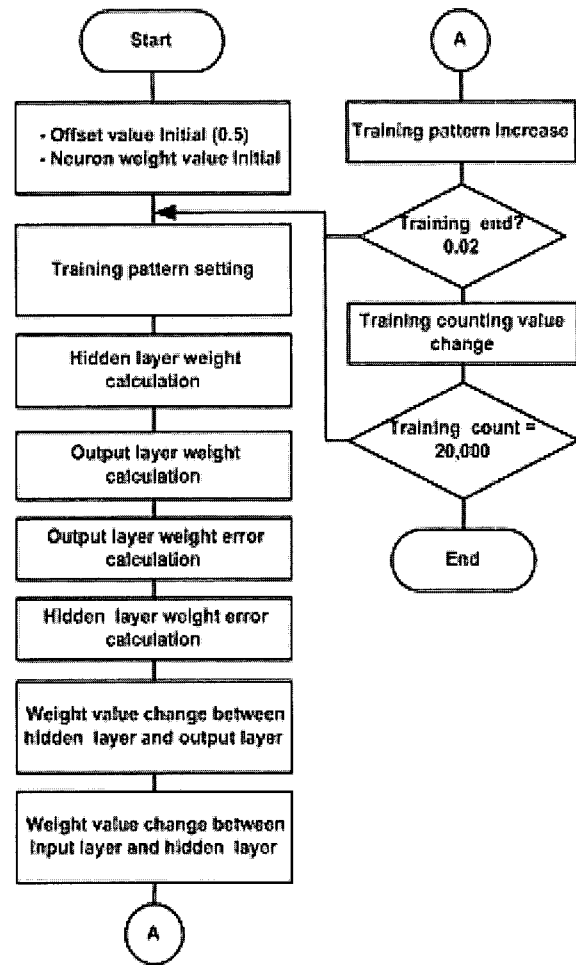 Start
- Offset value Initial (0.5)
- Neuron weight value Initial
Training pattern setting
Hidden layer weight
calculation
Output layer weight
calculation
Output layer weight error
calculation
Hidden layer weight error
calculation
Weight value change between
hidden layer and output layer
Weight value change between
Input layer and hidden layer
A
A
Training pattern Increase
Training end?
0.02
Training counting value
change
Training count =
20,000
End